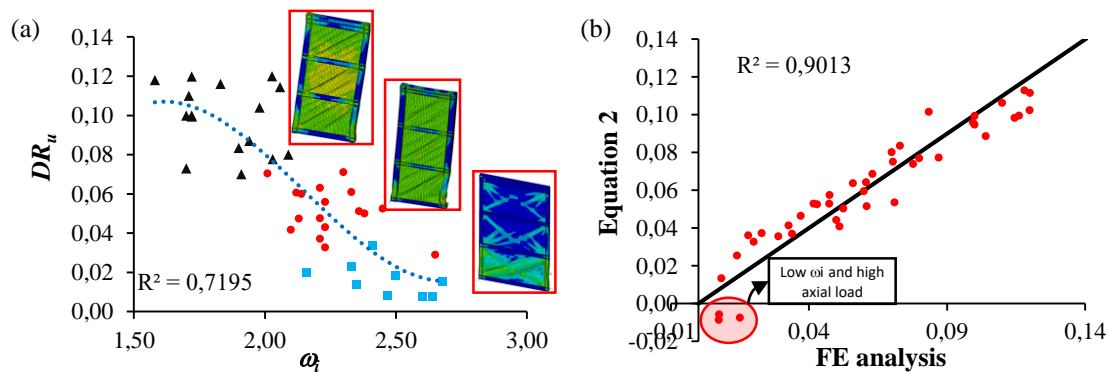 (a)
0,14
0,12
0,10
0,08
0,06
0,04
0,02
0,00
DRu
R² = 0,7195
1,50
2,00
2,50
3,00
ωi
(b)
0,14
0,12
0,10
0,08
0,06
0,04
0,02
0,00
-0,02
Equation 2
R² = 0,9013
Low ωi and high
axial load
-0,01
0,04
0,09
0,14
FE analysis